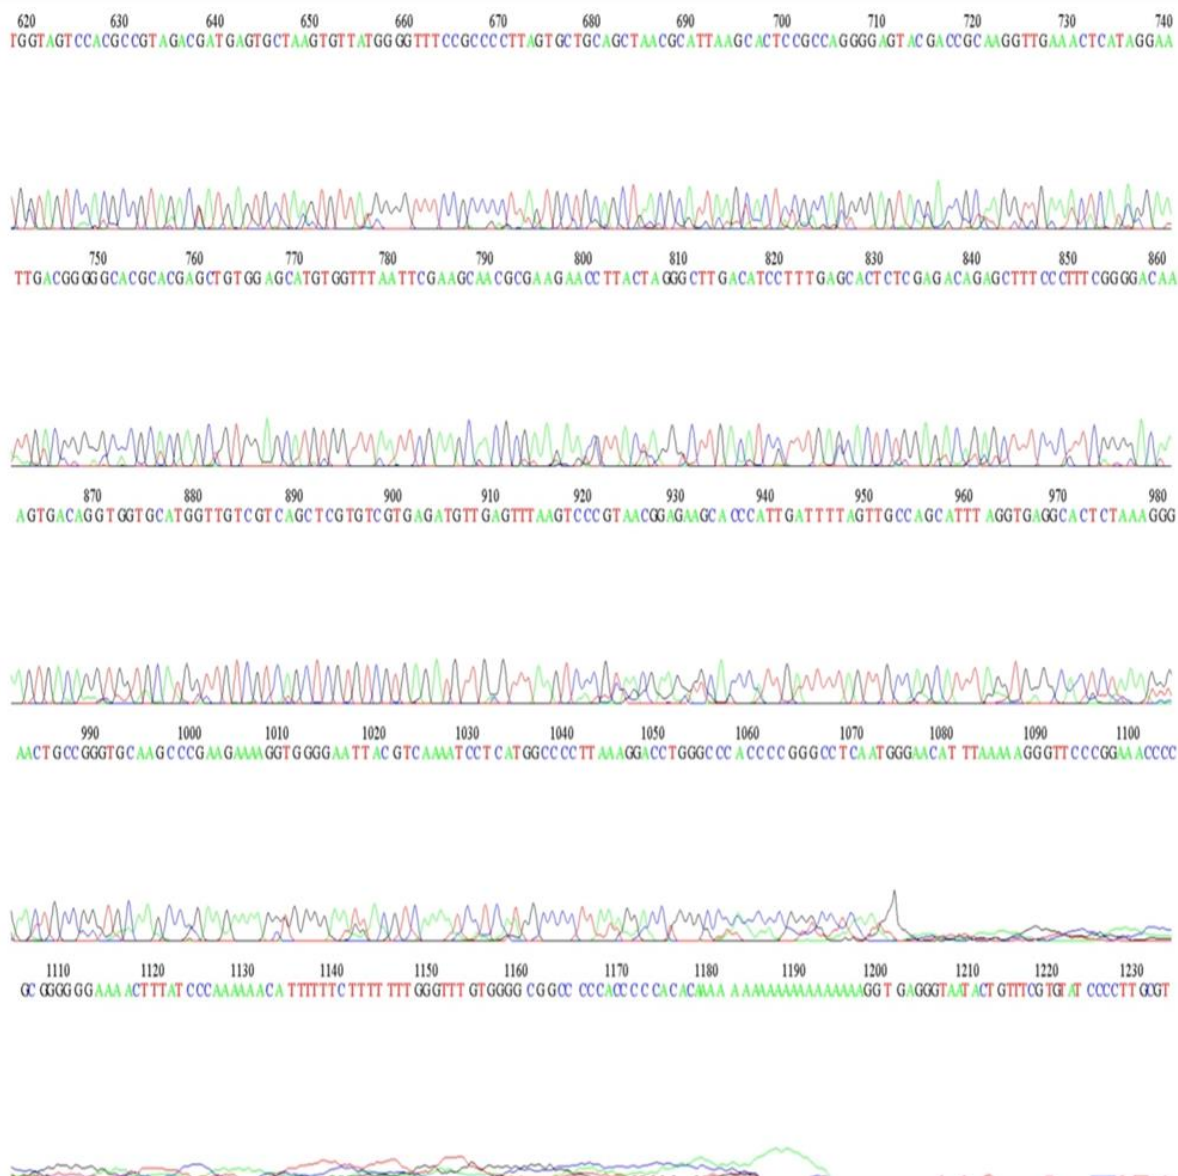 620 630 640 650 660 670 680 690 700 710 720 730 740
TGGTAGTCCACGCCGTAGACGATGAGTGCTAAGTGTTATGGGGTTTCCGCCCCTTAGTGCTGCAGCTAACGCATTAAGCACTCCGCCAGGGGAGTACGACCGCAAGGTTGAAACTCATAGGAA
750 760 770 780 790 800 810 820 830 840 850 860
TTGACGGGGGCACGCACGAGCTGTGGAGCATGTGGTTTAATTCGAAGCAACGCGAAGAACCTTACTAGGGCTTGACATCCTTTGAGCACTCTCGAGACAGAGCTTTCCCTTTCGGGGACAA
870 880 890 900 910 920 930 940 950 960 970 980
AGTGACAGGTGGTGCATGGTTGTCGTCAGCTCGTGTCGTGAGATGTTGAGTTTAAGTCCCGTAACGGAGAAGCACCCATTGATTTTAGTTGCCAGCATTTAGGTGAGGCACTCTAAAGGG
990 1000 1010 1020 1030 1040 1050 1060 1070 1080 1090 1100
AACTGCCGGGTGCAAGCCCGAAGAAAAGGTGGGGAATTACGTCAAAATCCTCATGGCCCCTTAAAGGACCTGGGCCCACCCCGGGCCTCAATGGGAACATTTAAAAAGGGTTCCCGGAAACCCC
1110 1120 1130 1140 1150 1160 1170 1180 1190 1200 1210 1220 1230
GCGGGGGGAAAACTTTATCCCAAAAAACATTTTTTCTTTTTTTGGGTTTGTGGGGCGGCCCCCACCCCCACACAAAAAAAAAAAAAAAAAAAGGTGAGGGTAATACTGTTTCGTGTATCCCCTTGCGT